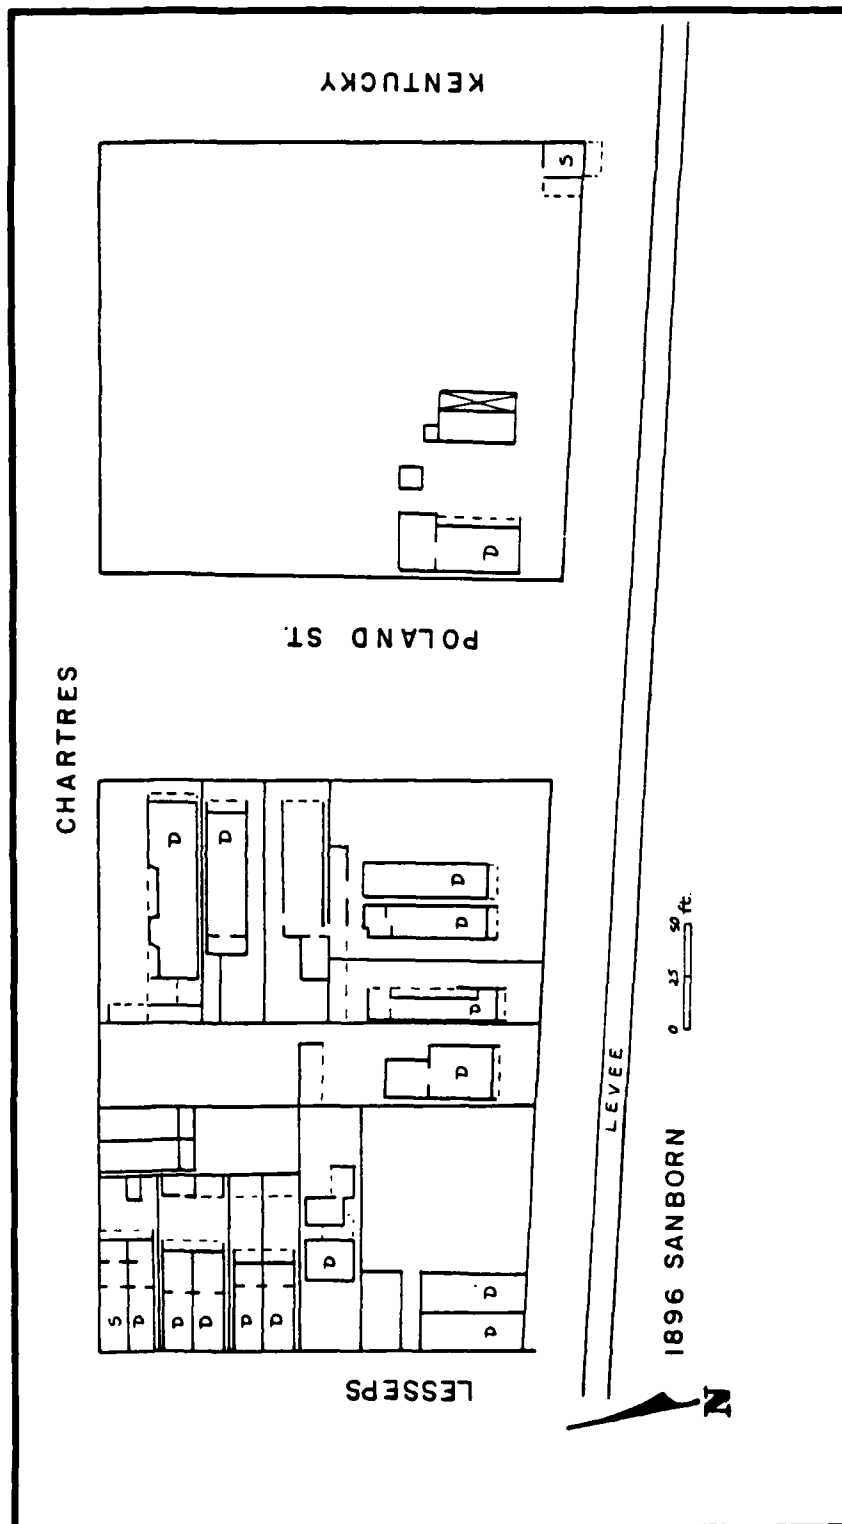 KENTUCKY
S
D
POLAND ST.
CHARTRES
D
D
D
D
D
D
0 25 50 ft.
LEVEE
S
D
D
D
D
D
D
D
D
LESSEPS
1896 SANBORN
N